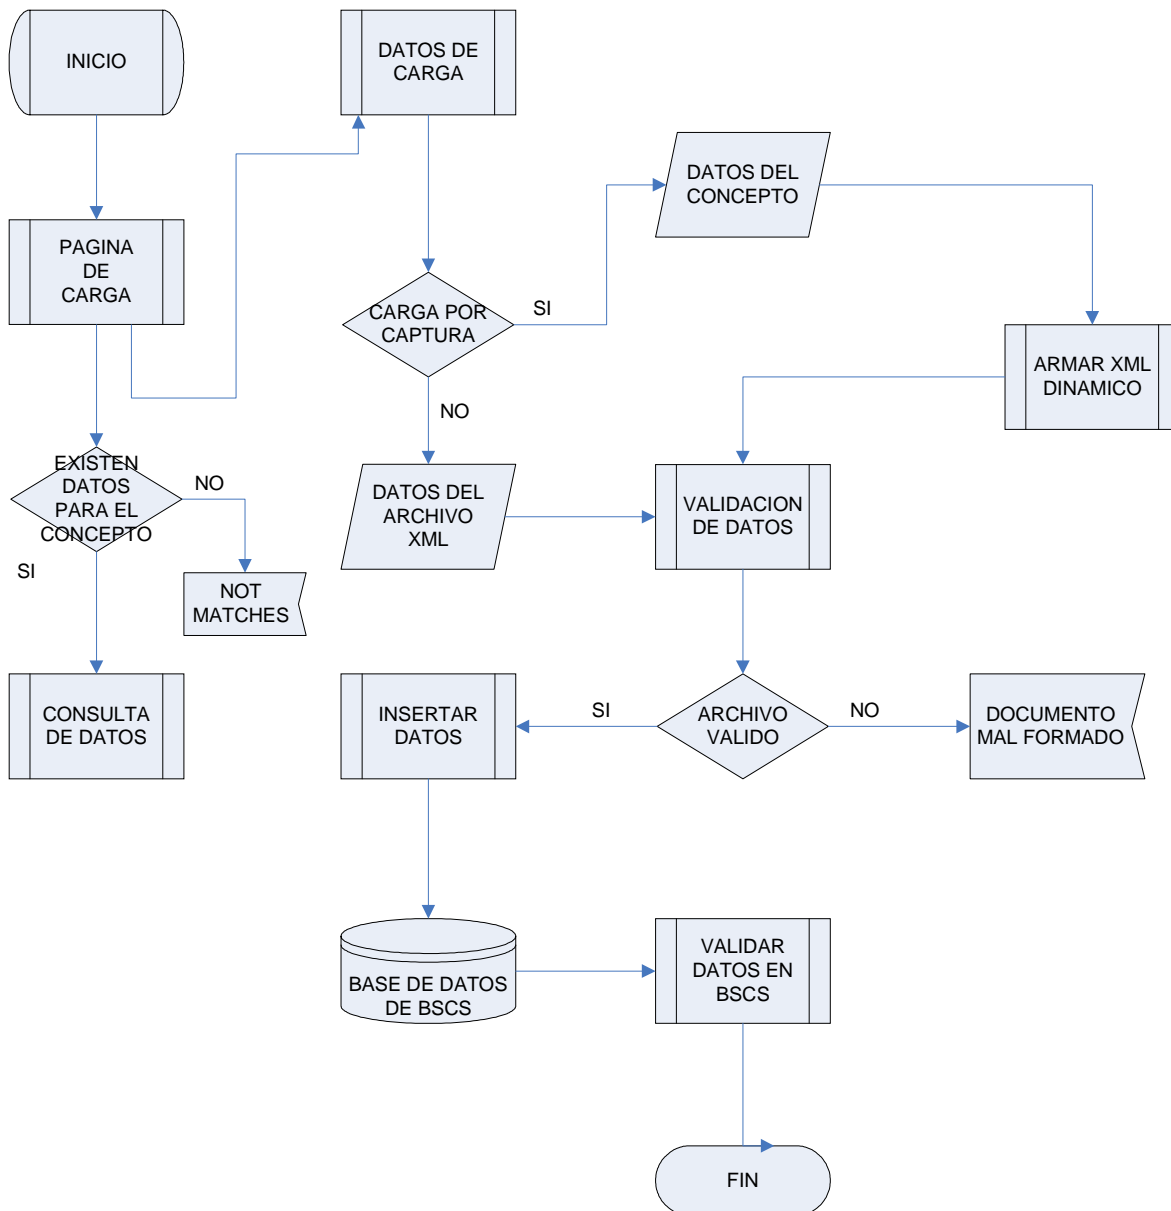 INICIO
DATOS DE
CARGA
DATOS DEL
CONCEPTO
PAGINA
DE
CARGA
CARGA POR
CAPTURA
SI
ARMAR XML
DINAMICO
NO
EXISTEN
DATOS
PARA EL
CONCEPTO
NO
SI
DATOS DEL
ARCHIVO
XML
VALIDACION
DE DATOS
NOT
MATCHES
CONSULTA
DE DATOS
INSERTAR
DATOS
SI
ARCHIVO
VALIDO
NO
DOCUMENTO
MAL FORMADO
BASE DE DATOS
DE BSCS
VALIDAR
DATOS EN
BSCS
FIN